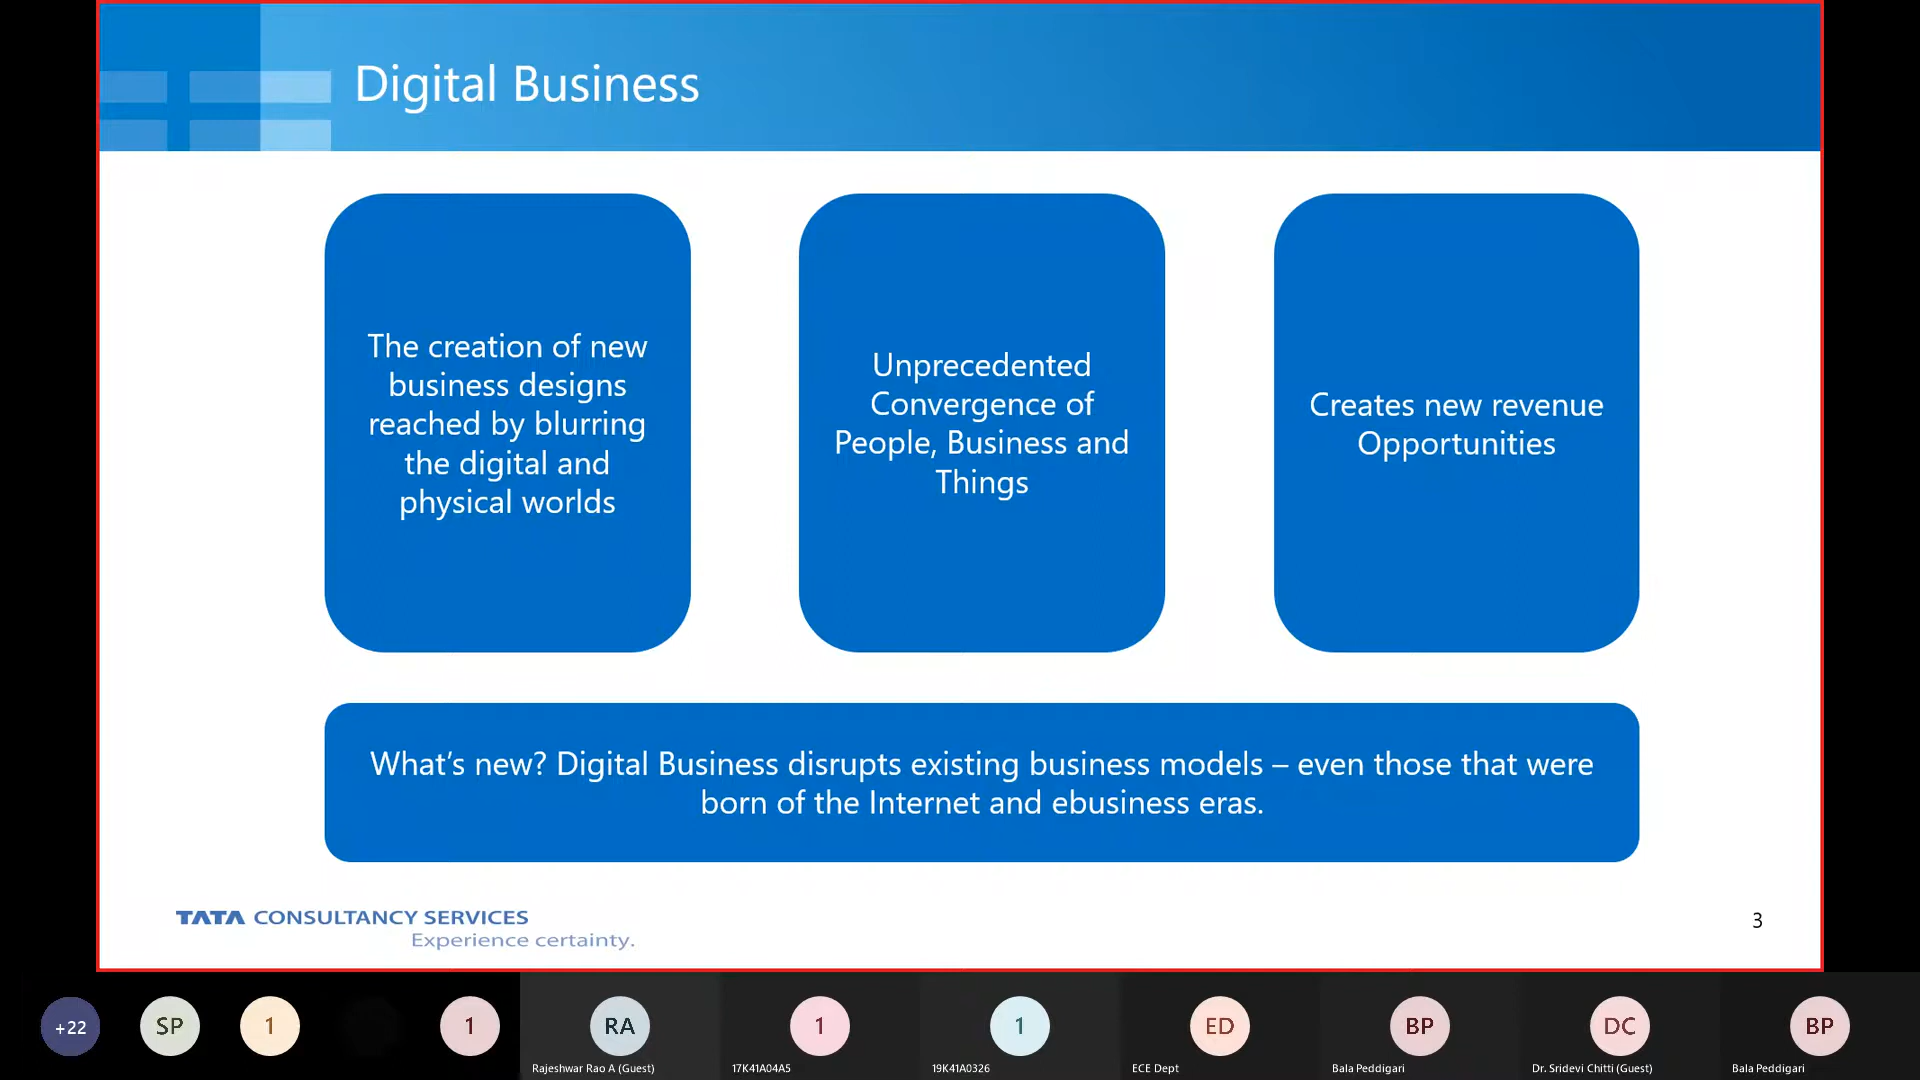 Digital Business
The creation of new
business designs
reached by blurring
the digital and
physical worlds
Unprecedented
Convergence of
People, Business and
Things
Creates new revenue
Opportunities
What's new? Digital Business disrupts existing business models – even those that were
born of the Internet and ebusiness eras.
TATA CONSULTANCY SERVICES
Experience certainty.
3
+22
SP
1
1
RA
1
1
ED
BP
DC
BP
Rajeshwar Rao A (Guest)
17K41A04A5
19K41A0326
ECE Dept
Bala Peddigari
Dr. Sridevi Chitti (Guest)
Bala Peddigari